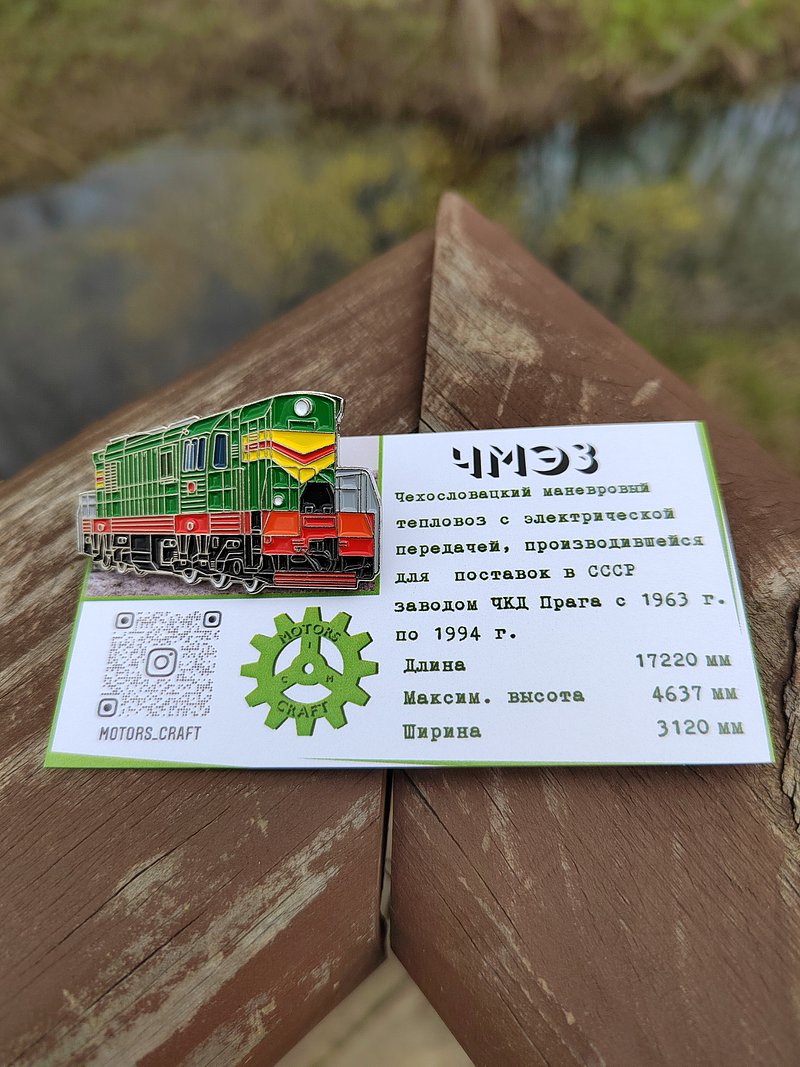 ЧМЭ3
Чехословацкий маневровый
тепловоз с электрической
передачей, производившейся
для поставок в СССР
заводом ЧКД Прага с 1963 г.
по 1994 г.
Длина 17220 мм
Максим. высота 4637 мм
Ширина 3120 мм
MOTORS_CRAFT
MOTORS
I
C M
CRAFT